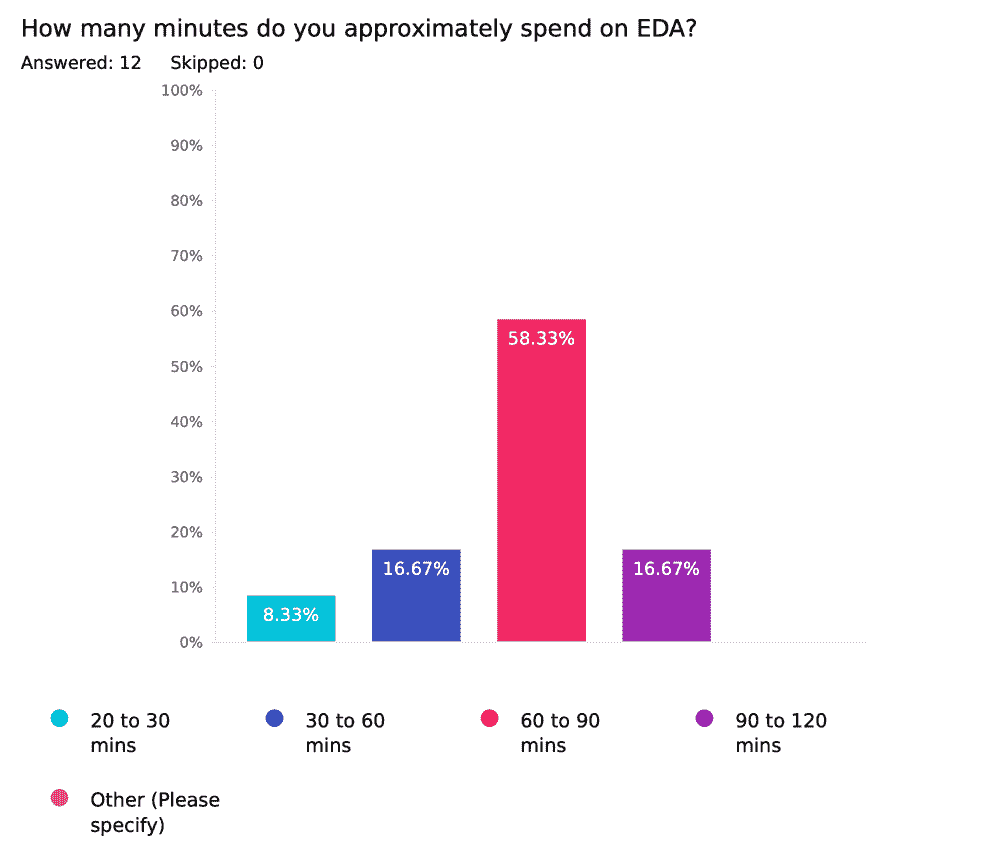 How many minutes do you approximately spend on EDA?
Answered: 12 Skipped: 0
100%
90%
80%
70%
60%
50%
40%
30%
20%
10%
0%
8.33%
16.67%
58.33%
16.67%
20 to 30
mins
30 to 60
mins
60 to 90
mins
90 to 120
mins
Other (Please
specify)